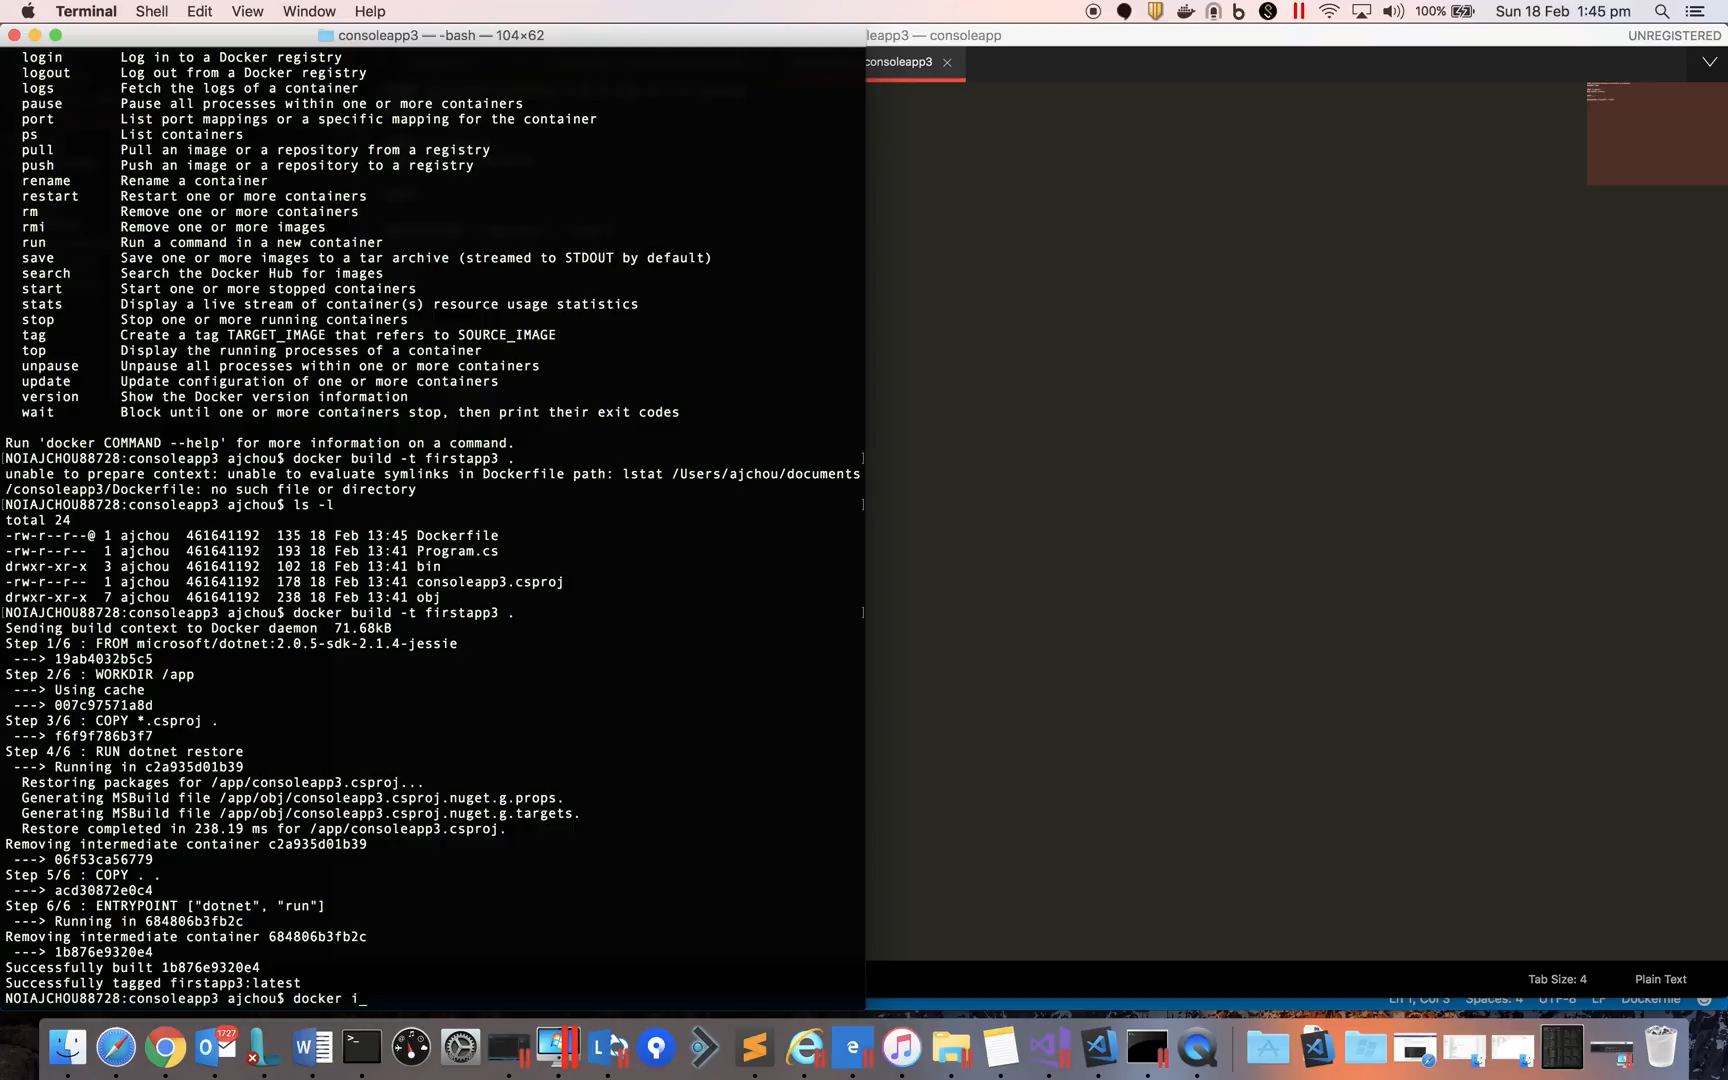 Terminal Shell Edit View Window Help 100% Sun 18 Feb 1:45 pm
consoleapp3 — -bash — 104×62
leapp3 — consoleapp
UNREGISTERED
consoleapp3
login Log in to a Docker registry
logout Log out from a Docker registry
logs Fetch the logs of a container
pause Pause all processes within one or more containers
port List port mappings or a specific mapping for the container
ps List containers
pull Pull an image or a repository from a registry
push Push an image or a repository to a registry
rename Rename a container
restart Restart one or more containers
rm Remove one or more containers
rmi Remove one or more images
run Run a command in a new container
save Save one or more images to a tar archive (streamed to STDOUT by default)
search Search the Docker Hub for images
start Start one or more stopped containers
stats Display a live stream of container(s) resource usage statistics
stop Stop one or more running containers
tag Create a tag TARGET_IMAGE that refers to SOURCE_IMAGE
top Display the running processes of a container
unpause Unpause all processes within one or more containers
update Update configuration of one or more containers
version Show the Docker version information
wait Block until one or more containers stop, then print their exit codes
Run 'docker COMMAND --help' for more information on a command.
[NOIAJCHOU88728:consoleapp3 ajchou$ docker build -t firstapp3 . ]
unable to prepare context: unable to evaluate symlinks in Dockerfile path: lstat /Users/ajchou/documents
/consoleapp3/Dockerfile: no such file or directory
[NOIAJCHOU88728:consoleapp3 ajchou$ ls -l ]
total 24
-rw-r--r--@ 1 ajchou 461641192 135 18 Feb 13:45 Dockerfile
-rw-r--r-- 1 ajchou 461641192 193 18 Feb 13:41 Program.cs
drwxr-xr-x 3 ajchou 461641192 102 18 Feb 13:41 bin
-rw-r--r-- 1 ajchou 461641192 178 18 Feb 13:41 consoleapp3.csproj
drwxr-xr-x 7 ajchou 461641192 238 18 Feb 13:41 obj
[NOIAJCHOU88728:consoleapp3 ajchou$ docker build -t firstapp3 . ]
Sending build context to Docker daemon 71.68kB
Step 1/6 : FROM microsoft/dotnet:2.0.5-sdk-2.1.4-jessie
---> 19ab4032b5c5
Step 2/6 : WORKDIR /app
---> Using cache
---> 007c97571a8d
Step 3/6 : COPY *.csproj .
---> f6f9f786b3f7
Step 4/6 : RUN dotnet restore
---> Running in c2a935d01b39
Restoring packages for /app/consoleapp3.csproj...
Generating MSBuild file /app/obj/consoleapp3.csproj.nuget.g.props.
Generating MSBuild file /app/obj/consoleapp3.csproj.nuget.g.targets.
Restore completed in 238.19 ms for /app/consoleapp3.csproj.
Removing intermediate container c2a935d01b39
---> 06f53ca56779
Step 5/6 : COPY . .
---> acd30872e0c4
Step 6/6 : ENTRYPOINT ["dotnet", "run"]
---> Running in 684806b3fb2c
Removing intermediate container 684806b3fb2c
---> 1b876e9320e4
Successfully built 1b876e9320e4
Successfully tagged firstapp3:latest
NOIAJCHOU88728:consoleapp3 ajchou$ docker i_
Tab Size: 4 Plain Text
Ln 1, Col 3 Spaces: 4 UTF-8 LF Dockerfile
1727